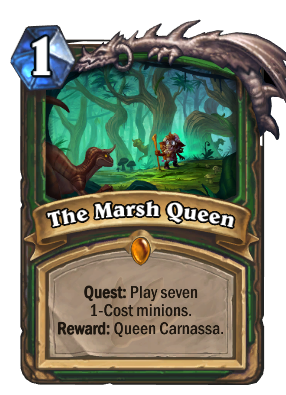 1
The Marsh Queen
Quest: Play seven
1-Cost minions.
Reward: Queen Carnassa.